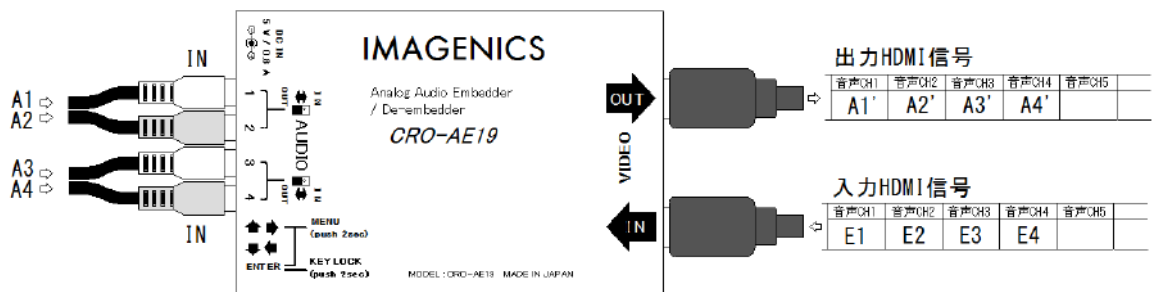 IN
A1 ⇨
A2 ⇨
A3 ⇨
A4 ⇨
IN
DC IN
5V/0.8A
1
2
3
4
IN
OUT
AUDIO
OUT
IN
MENU
(push 2sec)
ENTER
KEY LOCK
(push 2sec)
IMAGENICS
Analog Audio Embedder
/ De-embedder
CRO-AE19
MODEL : CRO-AE19 MADE IN JAPAN
OUT
VIDEO
IN
出力HDMI信号
音声CH1 音声CH2 音声CH3 音声CH4 音声CH5
A1' A2' A3' A4'
入力HDMI信号
音声CH1 音声CH2 音声CH3 音声CH4 音声CH5
E1 E2 E3 E4